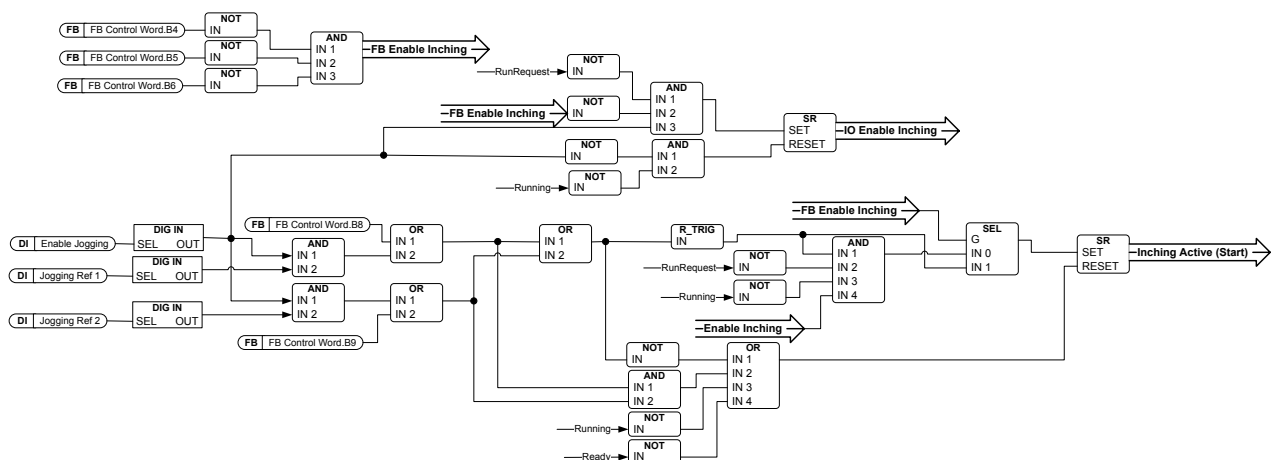 NOT
FB FB Control Word.B4
IN
AND
NOT
IN 1
FB Enable Inching
FB FB Control Word.B5
IN
IN 2
NOT
IN 3
FB FB Control Word.B6
IN
NOT
RunRequest
IN
AND
NOT
IN 1
FB Enable Inching
IN
IN 2
IN 3
SR
SET
IO Enable Inching
RESET
NOT
AND
IN
IN 1
NOT
IN 2
Running
IN
FB Enable Inching
DIG IN
DI Enable Jogging
SEL OUT
FB FB Control Word.B8
OR
IN 1
IN 2
OR
IN 1
IN 2
R_TRIG
IN
SEL
G
IN 0
IN 1
SR
SET
Inching Active (Start)
RESET
DIG IN
DI Jogging Ref 1
SEL OUT
AND
IN 1
IN 2
AND
IN 1
IN 2
IN 3
IN 4
NOT
RunRequest
IN
NOT
Running
IN
DIG IN
DI Jogging Ref 2
SEL OUT
AND
IN 1
IN 2
OR
IN 1
IN 2
FB FB Control Word.B9
Enable Inching
NOT
IN
OR
IN 1
IN 2
IN 3
IN 4
AND
IN 1
IN 2
NOT
Running
IN
NOT
Ready
IN